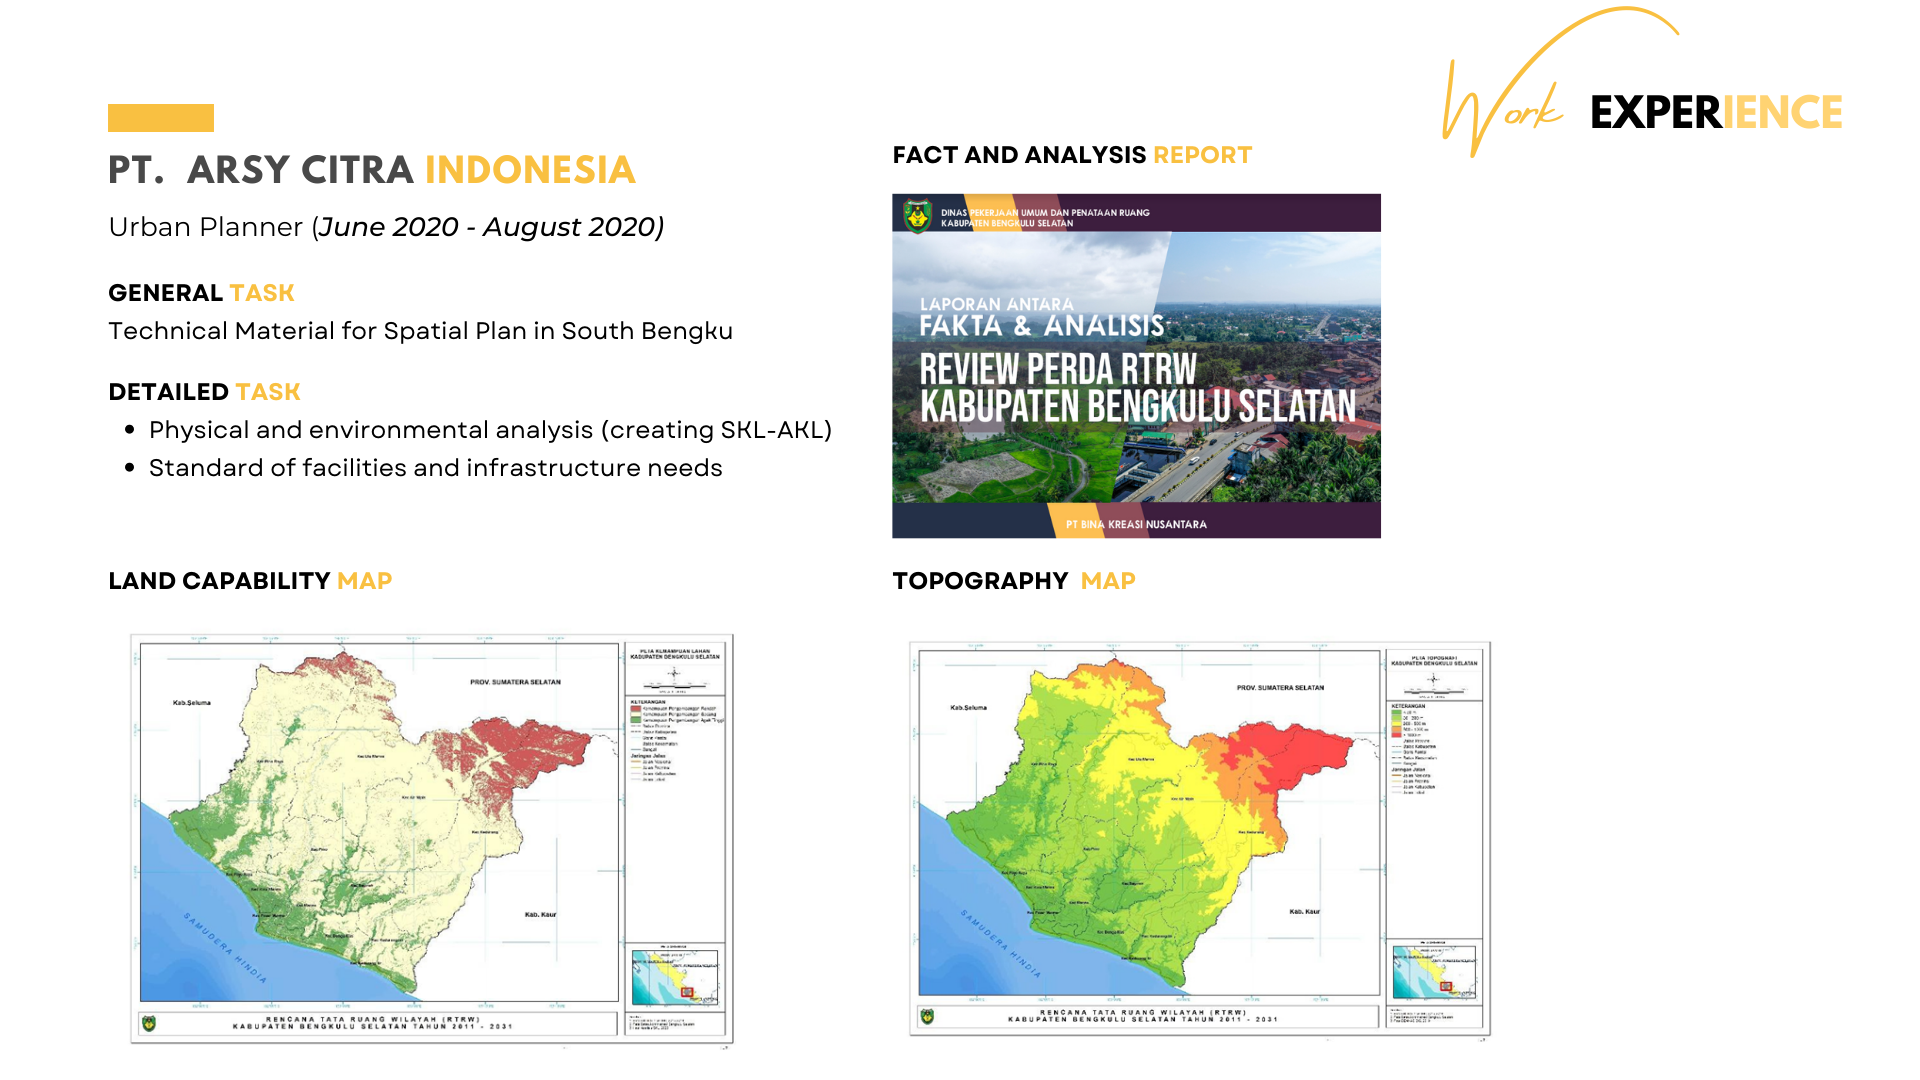 Work EXPERIENCE
PT. ARSY CITRA INDONESIA
Urban Planner (June 2020 - August 2020)
GENERAL TASK
Technical Material for Spatial Plan in South Bengku
DETAILED TASK
Physical and environmental analysis (creating SKL-AKL)
Standard of facilities and infrastructure needs
FACT AND ANALYSIS REPORT
DINAS PEKERJAAN UMUM DAN PENATAAN RUANG
KABUPATEN BENGKULU SELATAN
LAPORAN ANTARA
FAKTA & ANALISIS
REVIEW PERDA RTRW
KABUPATEN BENGKULU SELATAN
PT BINA KREASI NUSANTARA
LAND CAPABILITY MAP
PETA KEMAMPUAN LAHAN
KABUPATEN BENGKULU SELATAN
PROV. SUMATERA SELATAN
Kab.Seluma
KETERANGAN
Kab. Kaur
SAMUDERA HINDIA
RENCANA TATA RUANG WILAYAH (RTRW)
KABUPATEN BENGKULU SELATAN TAHUN 2011 - 2031
TOPOGRAPHY MAP
PETA TOPOGRAFI
KABUPATEN BENGKULU SELATAN
PROV. SUMATERA SELATAN
Kab.Seluma
KETERANGAN
Kab. Kaur
SAMUDERA HINDIA
RENCANA TATA RUANG WILAYAH (RTRW)
KABUPATEN BENGKULU SELATAN TAHUN 2011 - 2031